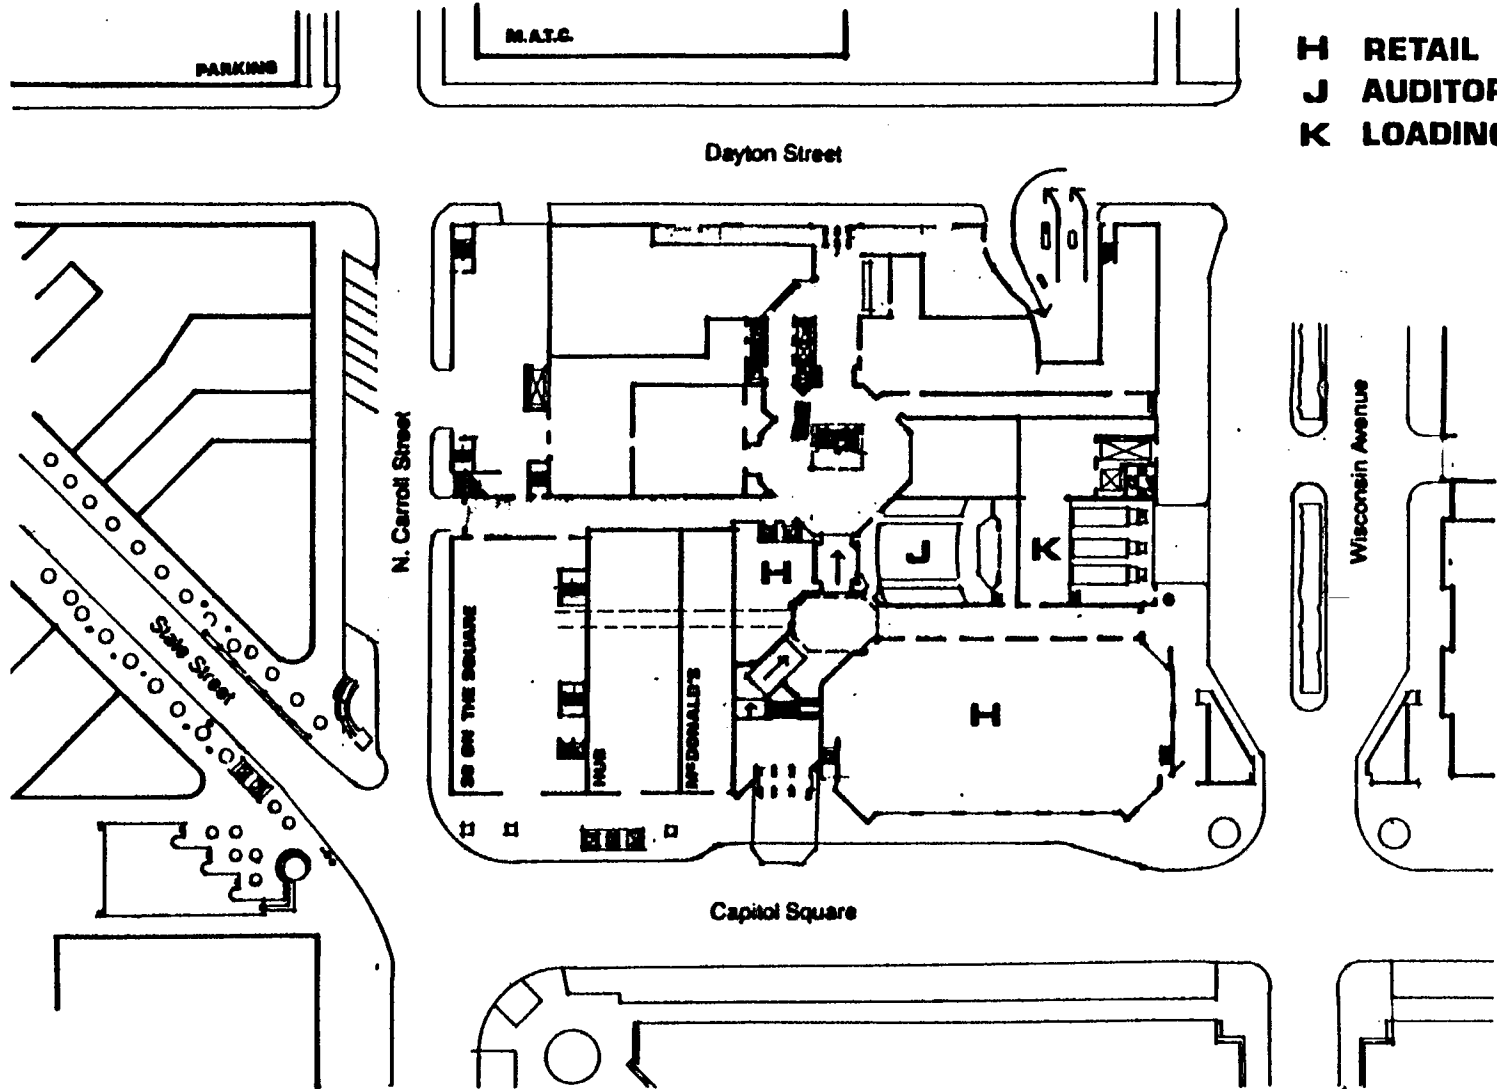 M.A.T.C.
PARKING
H RETAIL
J AUDITOR
K LOADING
Dayton Street
N. Carroll Street
Wisconsin Avenue
State Street
J
K
H
30 ON THE SQUARE
HUB
McDONALD'S
H
Capitol Square